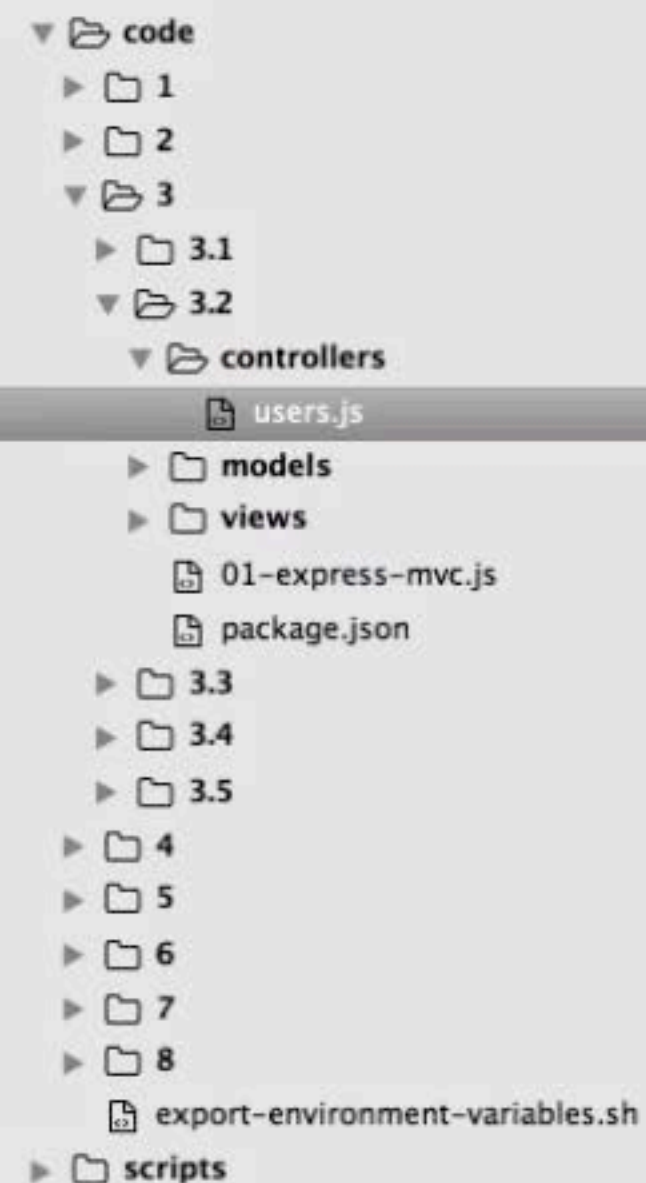 code
1
2
3
3.1
3.2
controllers
users.js
models
views
01-express-mvc.js
package.json
3.3
3.4
3.5
4
5
6
7
8
export-environment-variables.sh
scripts